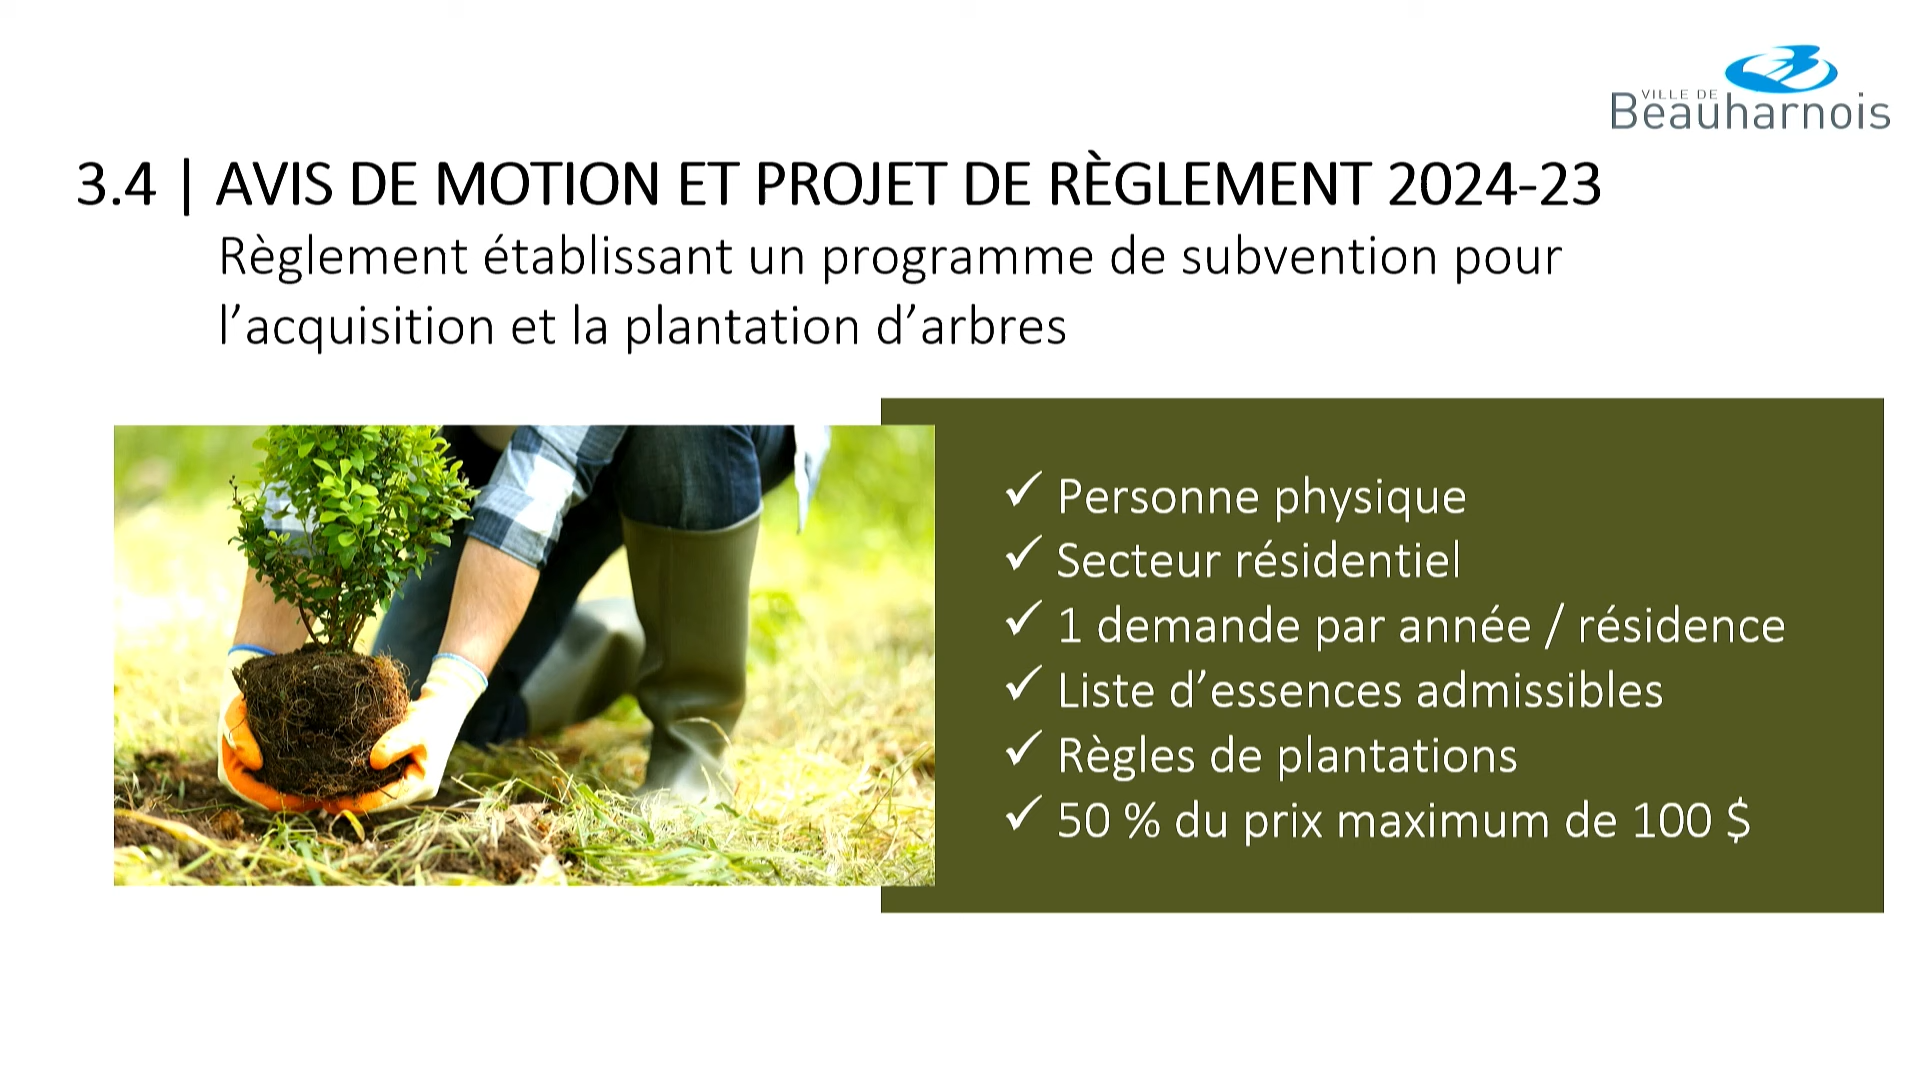 VILLE DE
Beauharnois
3.4 | AVIS DE MOTION ET PROJET DE RÈGLEMENT 2024-23
Règlement établissant un programme de subvention pour
l’acquisition et la plantation d’arbres
✓ Personne physique
✓ Secteur résidentiel
✓ 1 demande par année / résidence
✓ Liste d’essences admissibles
✓ Règles de plantations
✓ 50 % du prix maximum de 100 $